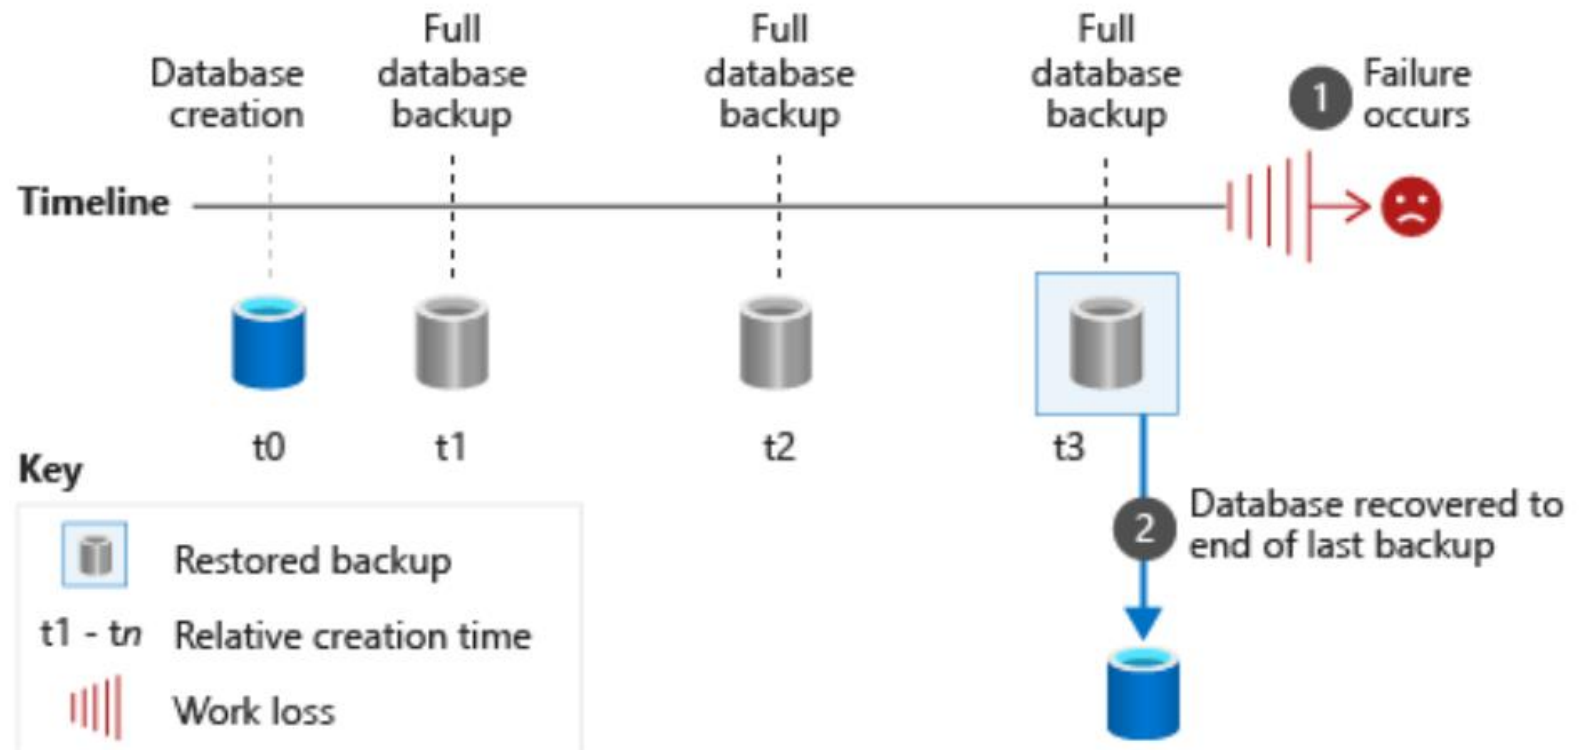 Database
creation
Full
database
backup
Full
database
backup
Full
database
backup
1
Failure
occurs
Timeline
t0
t1
t2
t3
2
Database recovered to
end of last backup
Key
Restored backup
t1 - tn
Relative creation time
Work loss